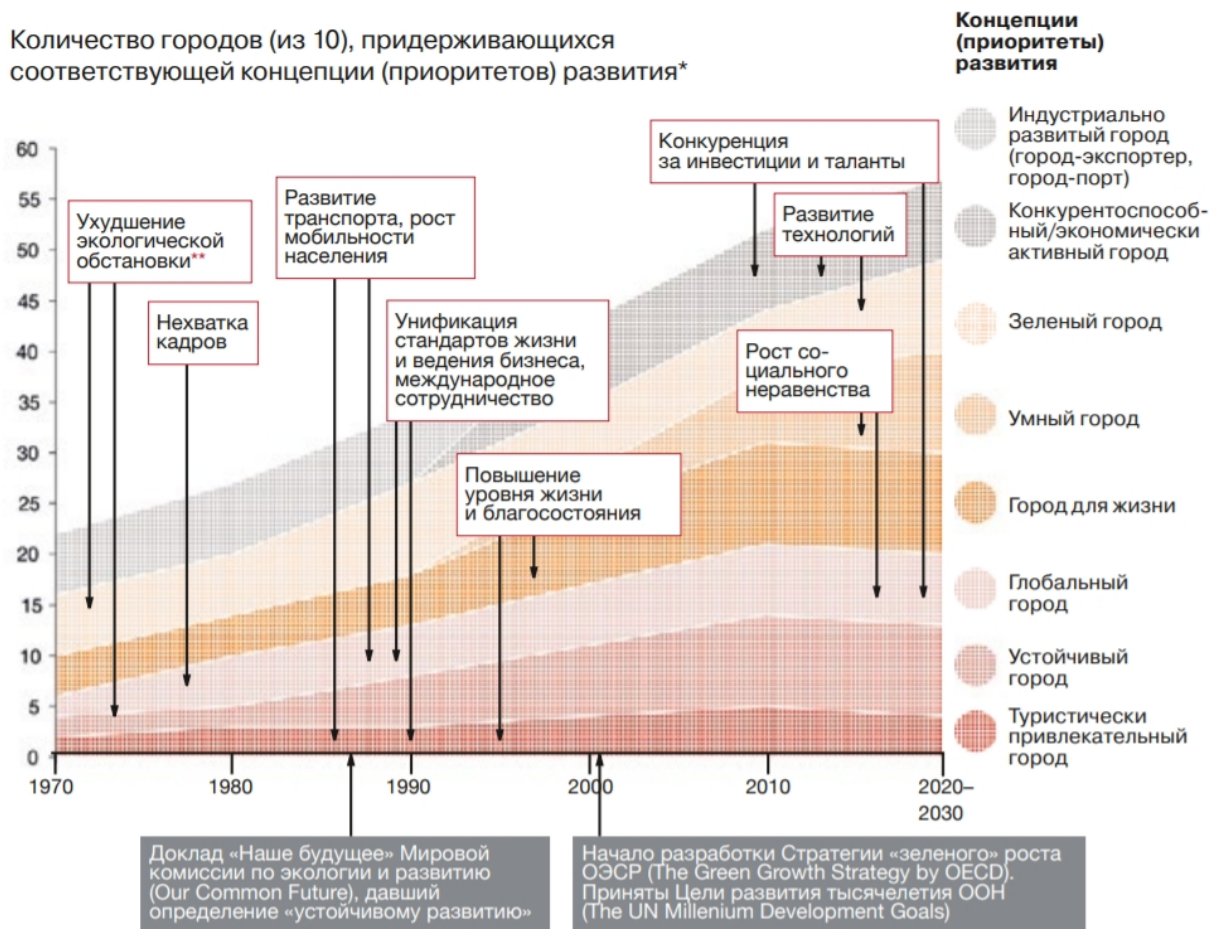 Количество городов (из 10), придерживающихся
соответствующей концепции (приоритетов) развития*
Концепции
(приоритеты)
развития
Индустриально
развитый город
(город-экспортер,
город-порт)
Конкурентоспособ-
ный/экономически
активный город
Зеленый город
Умный город
Город для жизни
Глобальный
город
Устойчивый
город
Туристически
привлекательный
город
60
55
50
45
40
35
30
25
20
15
10
5
0
Ухудшение
экологической
обстановки**
Нехватка
кадров
Развитие
транспорта, рост
мобильности
населения
Унификация
стандартов жизни
и ведения бизнеса,
международное
сотрудничество
Повышение
уровня жизни
и благосостояния
Конкуренция
за инвестиции и таланты
Развитие
технологий
Рост со-
циального
неравенства
1970
1980
1990
2000
2010
2020–
2030
Доклад «Наше будущее» Мировой
комиссии по экологии и развитию
(Our Common Future), давший
определение «устойчивому развитию»
Начало разработки Стратегии «зеленого» роста
ОЭСР (The Green Growth Strategy by OECD).
Приняты Цели развития тысячелетия ООН
(The UN Millenium Development Goals)